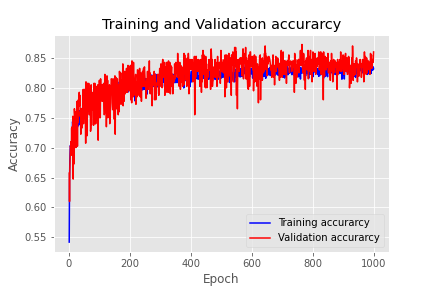 Training and Validation accurarcy
Accuracy
0.85
0.80
0.75
0.70
0.65
0.60
0.55
Training accurarcy
Validation accurarcy
0
200
400
600
800
1000
Epoch